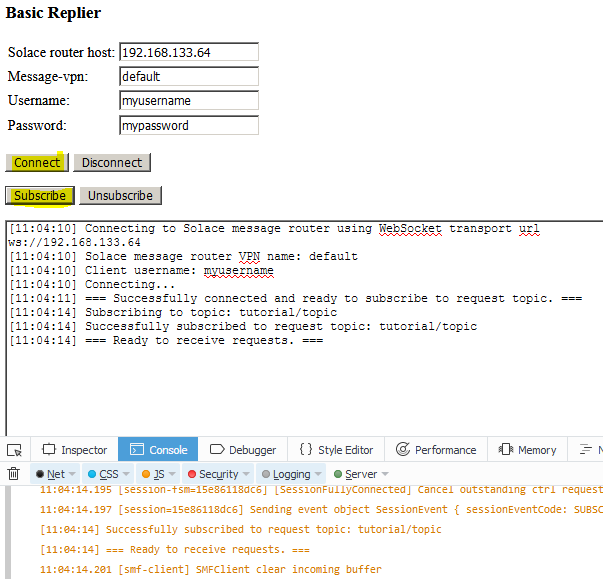 Basic Replier
Solace router host: 192.168.133.64
Message-vpn: default
Username: myusername
Password: mypassword
Connect Disconnect
Subscribe Unsubscribe
[11:04:10] Connecting to Solace message router using WebSocket transport url
ws://192.168.133.64
[11:04:10] Solace message router VPN name: default
[11:04:10] Client username: myusername
[11:04:10] Connecting...
[11:04:11] === Successfully connected and ready to subscribe to request topic. ===
[11:04:14] Subscribing to topic: tutorial/topic
[11:04:14] Successfully subscribed to request topic: tutorial/topic
[11:04:14] === Ready to receive requests. ===
Inspector Console Debugger { } Style Editor Performance Memory N
Net CSS JS Security Logging Server
11:04:14.195 [session-fsm=15e86118dc6] [SessionFullyConnected] Cancel outstanding ctrl request
11:04:14.197 [session=15e86118dc6] Sending event object SessionEvent { sessionEventCode: SUBSC
[11:04:14] Successfully subscribed to request topic: tutorial/topic
[11:04:14] === Ready to receive requests. ===
11:04:14.201 [smf-client] SMFClient clear incoming buffer